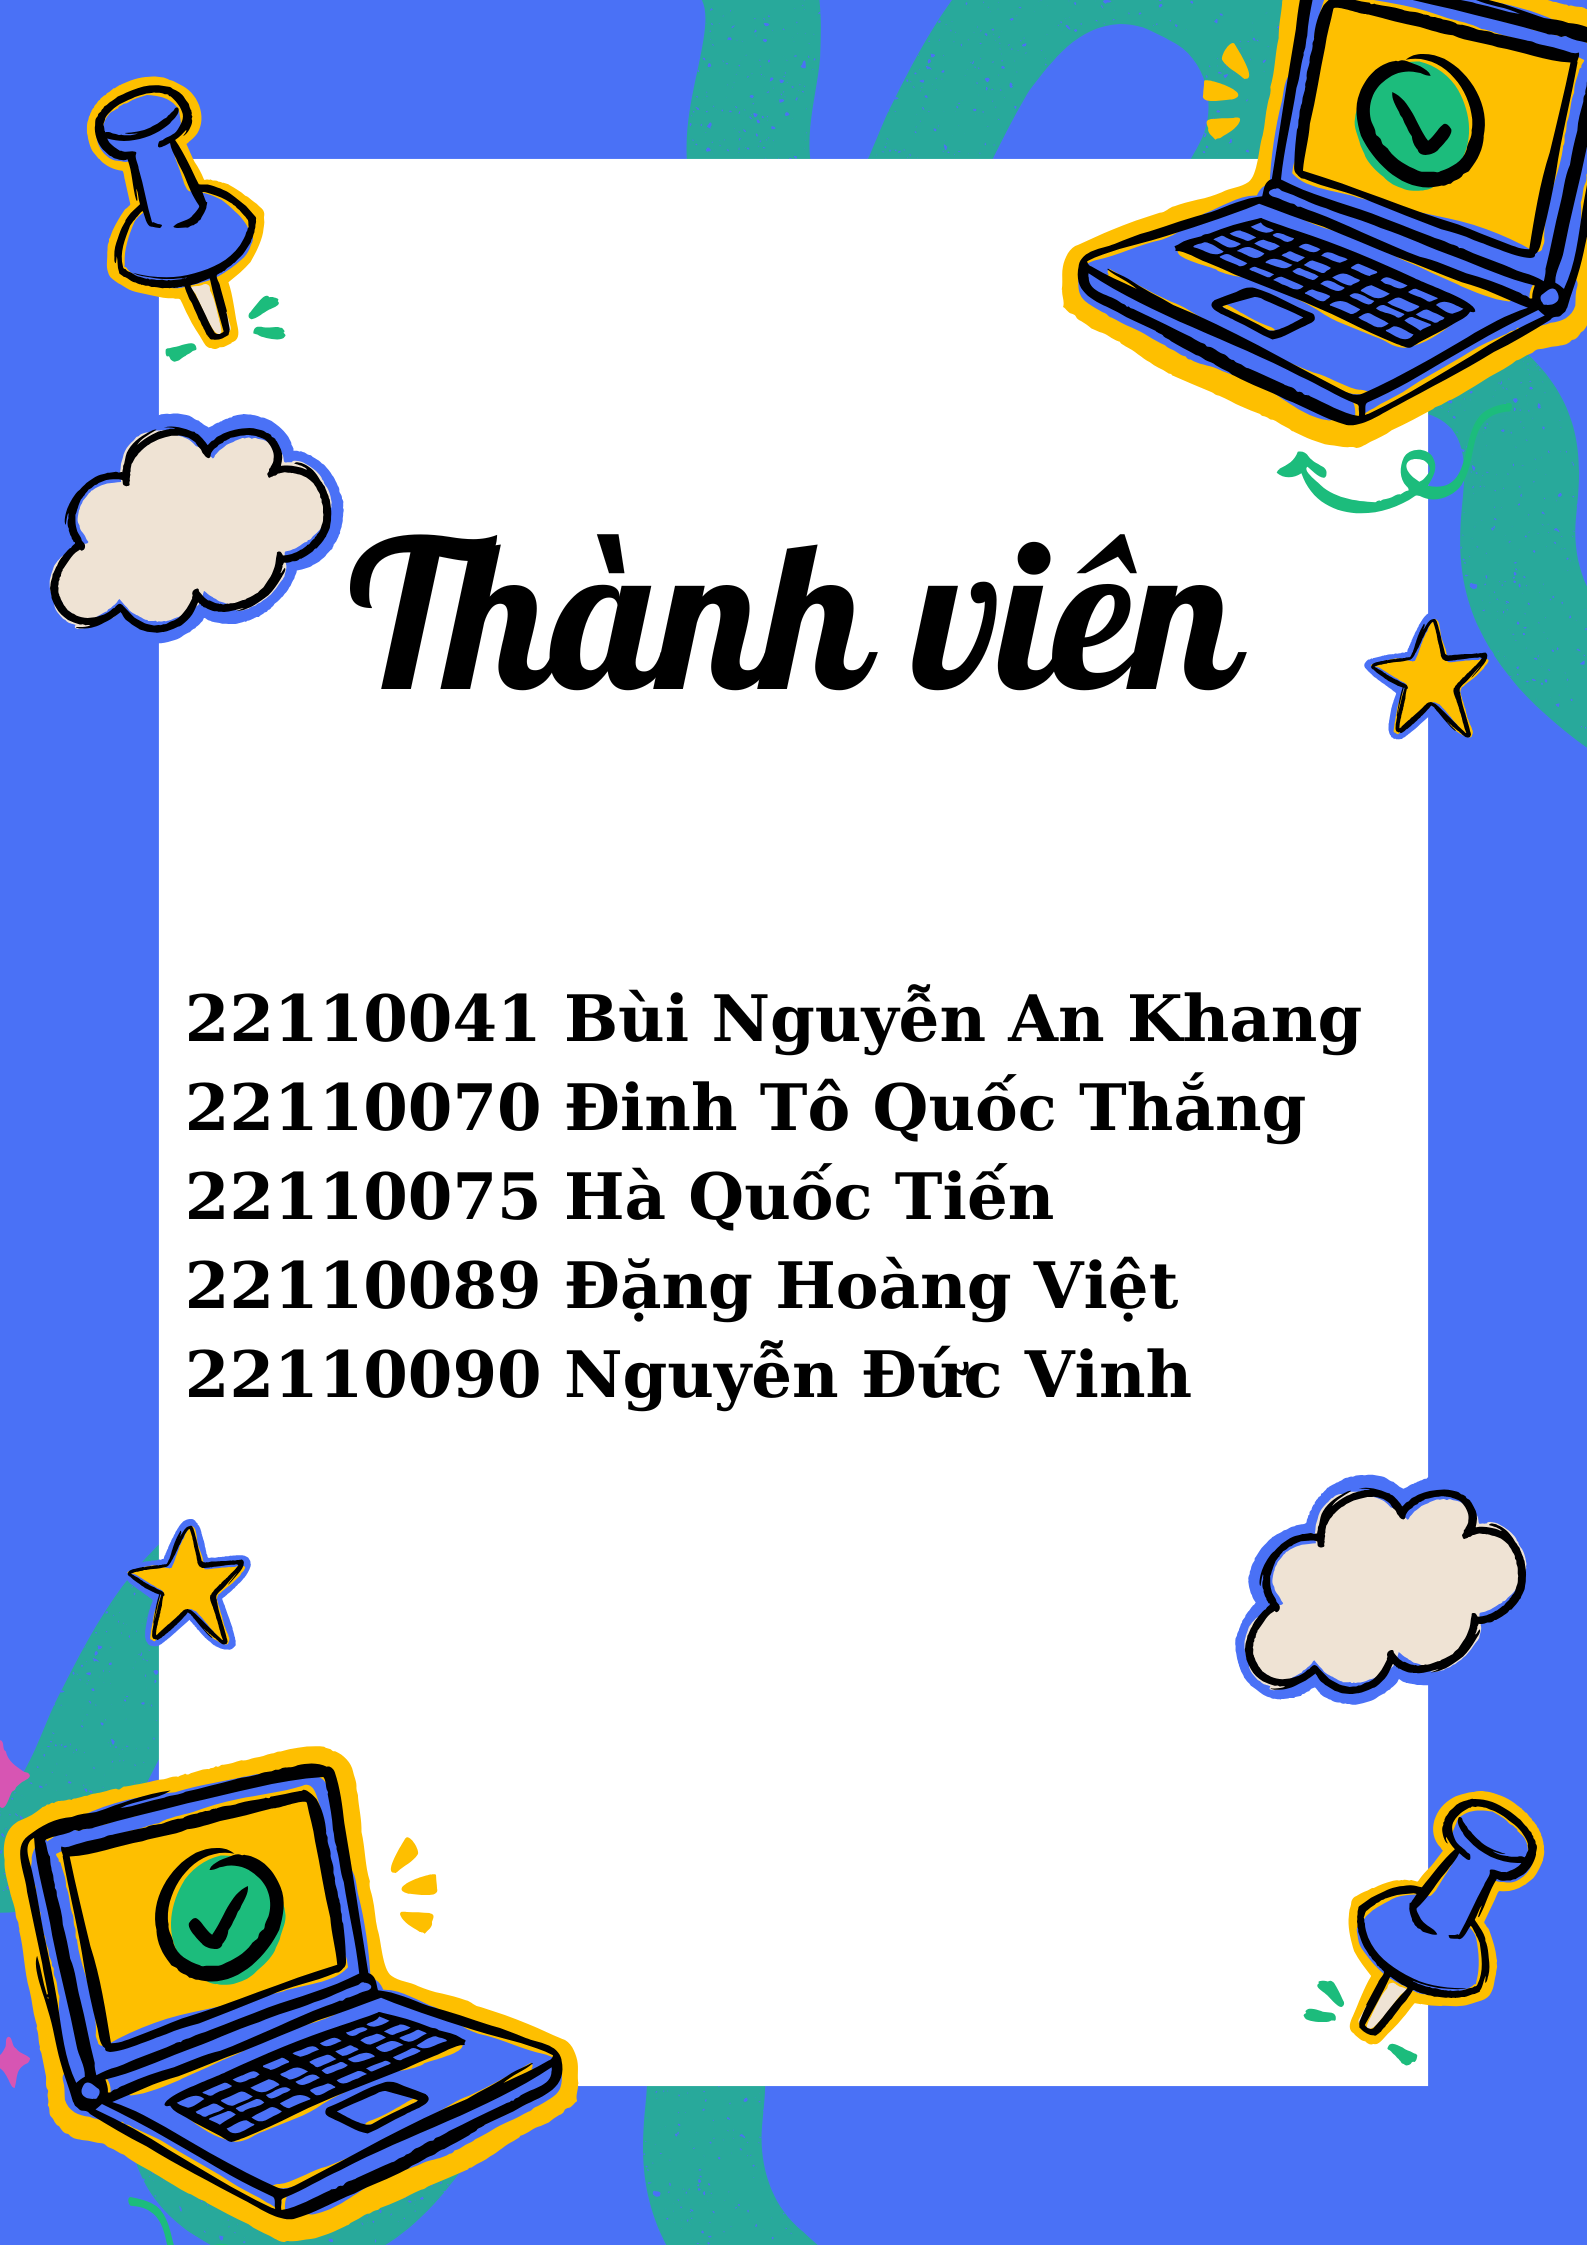 Thành viên
22110041 Bùi Nguyễn An Khang
22110070 Đinh Tô Quốc Thắng
22110075 Hà Quốc Tiến
22110089 Đặng Hoàng Việt
22110090 Nguyễn Đức Vinh